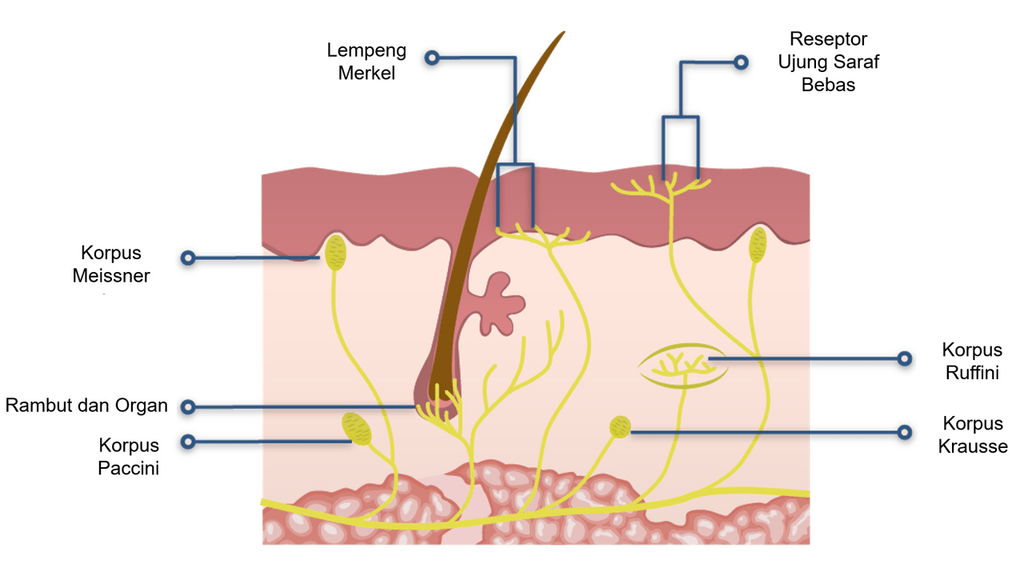 Lempeng
Merkel
Reseptor
Ujung Saraf
Bebas
Korpus
Meissner
Korpus
Ruffini
Rambut dan Organ
Korpus
Paccini
Korpus
Krausse